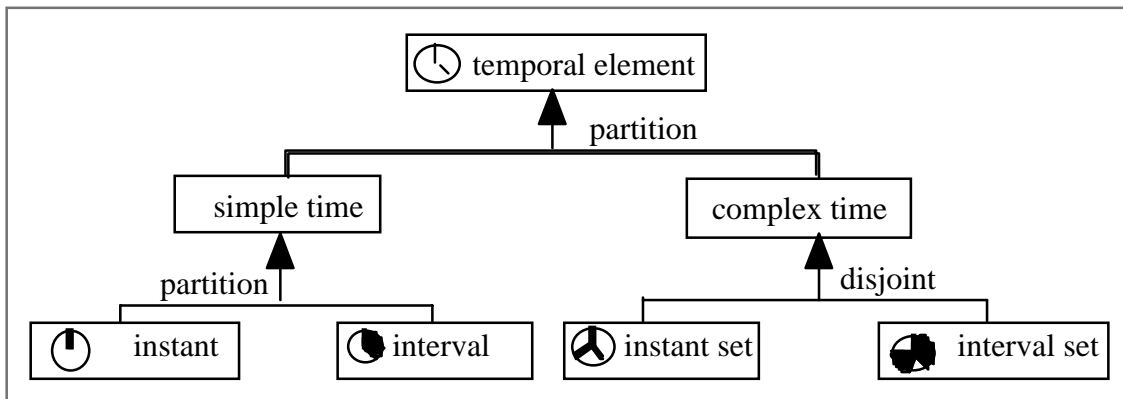 temporal element
partition
simple time
complex time
partition
disjoint
instant
interval
instant set
interval set